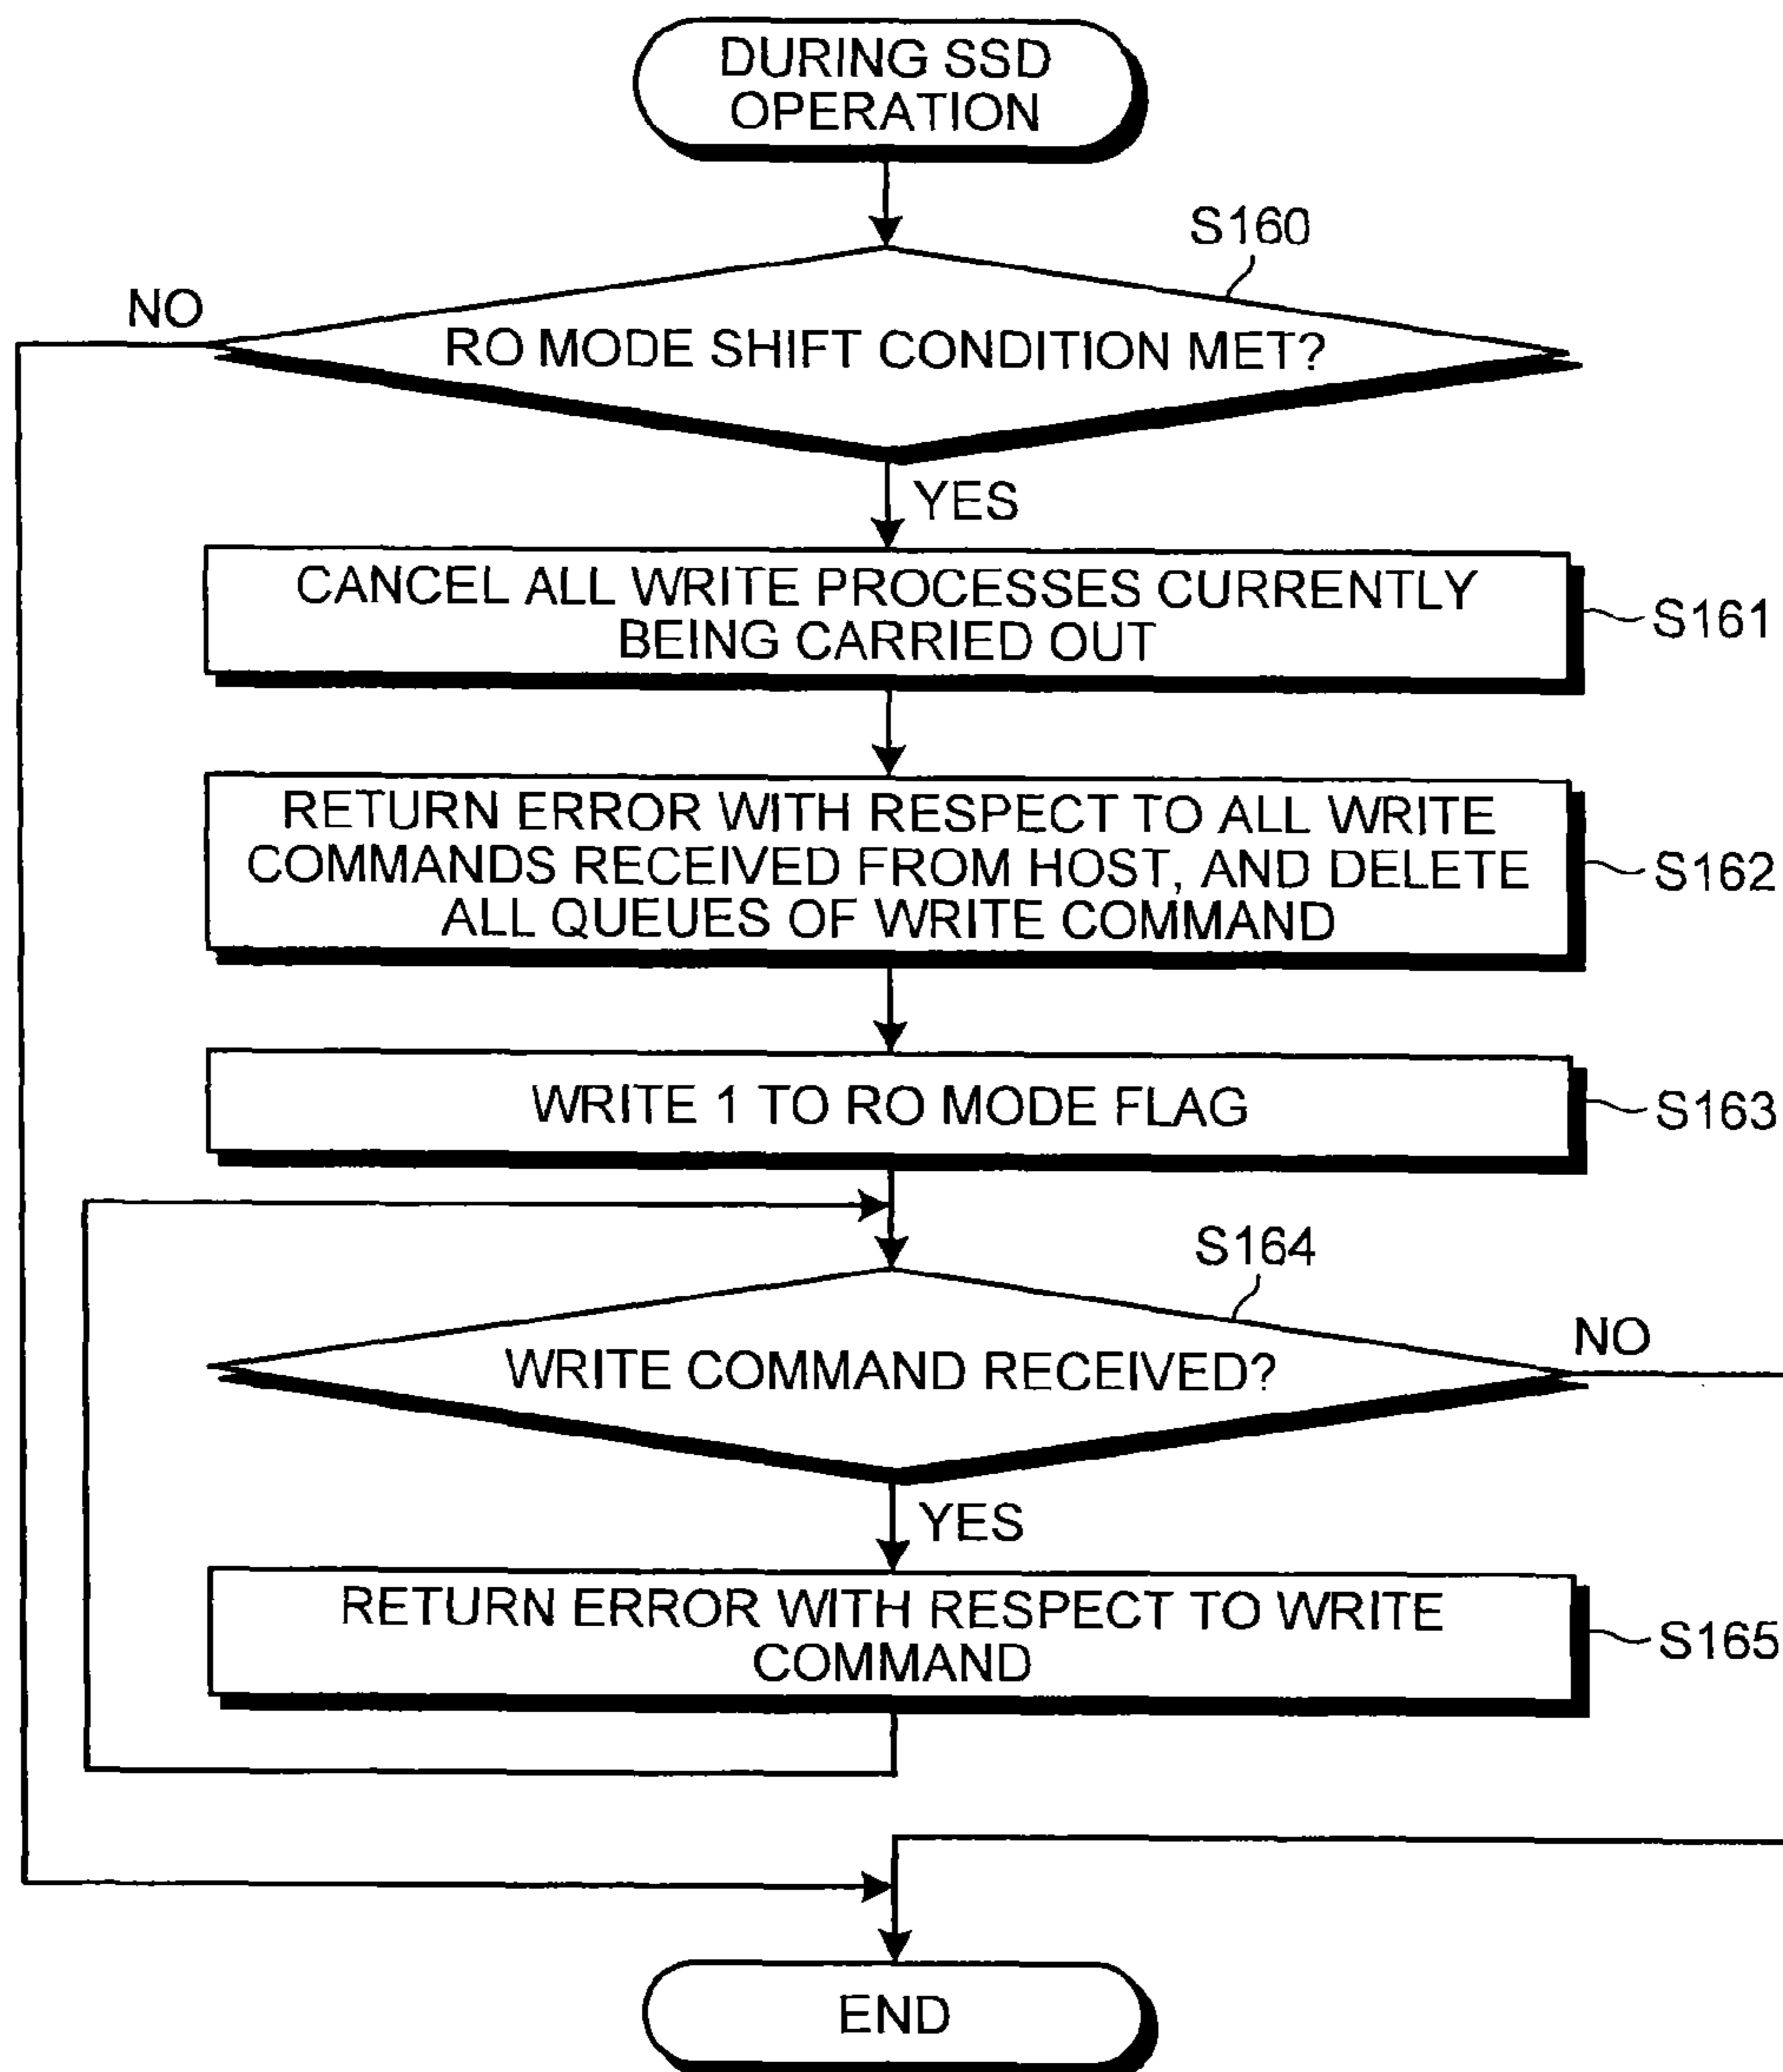 DURING SSD
OPERATION
S160
NO
RO MODE SHIFT CONDITION MET?
YES
CANCEL ALL WRITE PROCESSES CURRENTLY
BEING CARRIED OUT
S161
RETURN ERROR WITH RESPECT TO ALL WRITE
COMMANDS RECEIVED FROM HOST, AND DELETE
ALL QUEUES OF WRITE COMMAND
S162
WRITE 1 TO RO MODE FLAG
S163
S164
NO
WRITE COMMAND RECEIVED?
YES
RETURN ERROR WITH RESPECT TO WRITE
COMMAND
S165
END